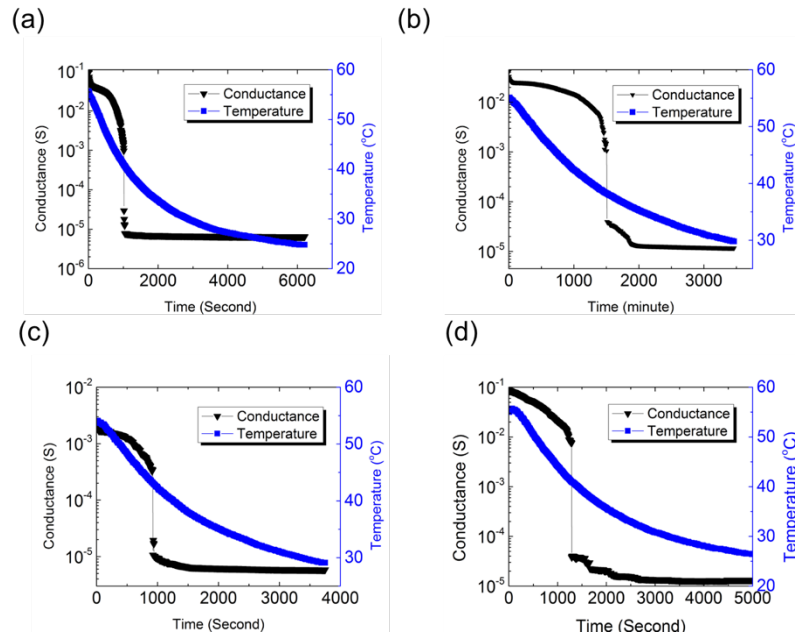 (a)
10⁻¹
10⁻²
10⁻³
10⁻⁴
10⁻⁵
10⁻⁶
Conductance (S)
Conductance
Temperature
60
50
40
30
20
Temperature (°C)
0 2000 4000 6000
Time (Second)
(b)
10⁻²
10⁻³
10⁻⁴
10⁻⁵
Conductance (S)
Conductance
Temperature
60
50
40
30
Temperature (°C)
0 1000 2000 3000
Time (minute)
(c)
10⁻²
10⁻³
10⁻⁴
10⁻⁵
Conductance (S)
Conductance
Temperature
60
50
40
30
Temperature (°C)
0 1000 2000 3000 4000
Time (Second)
(d)
10⁻¹
10⁻²
10⁻³
10⁻⁴
10⁻⁵
Conductance (S)
Conductance
Temperature
60
50
40
30
20
Temperature (°C)
0 1000 2000 3000 4000 5000
Time (Second)